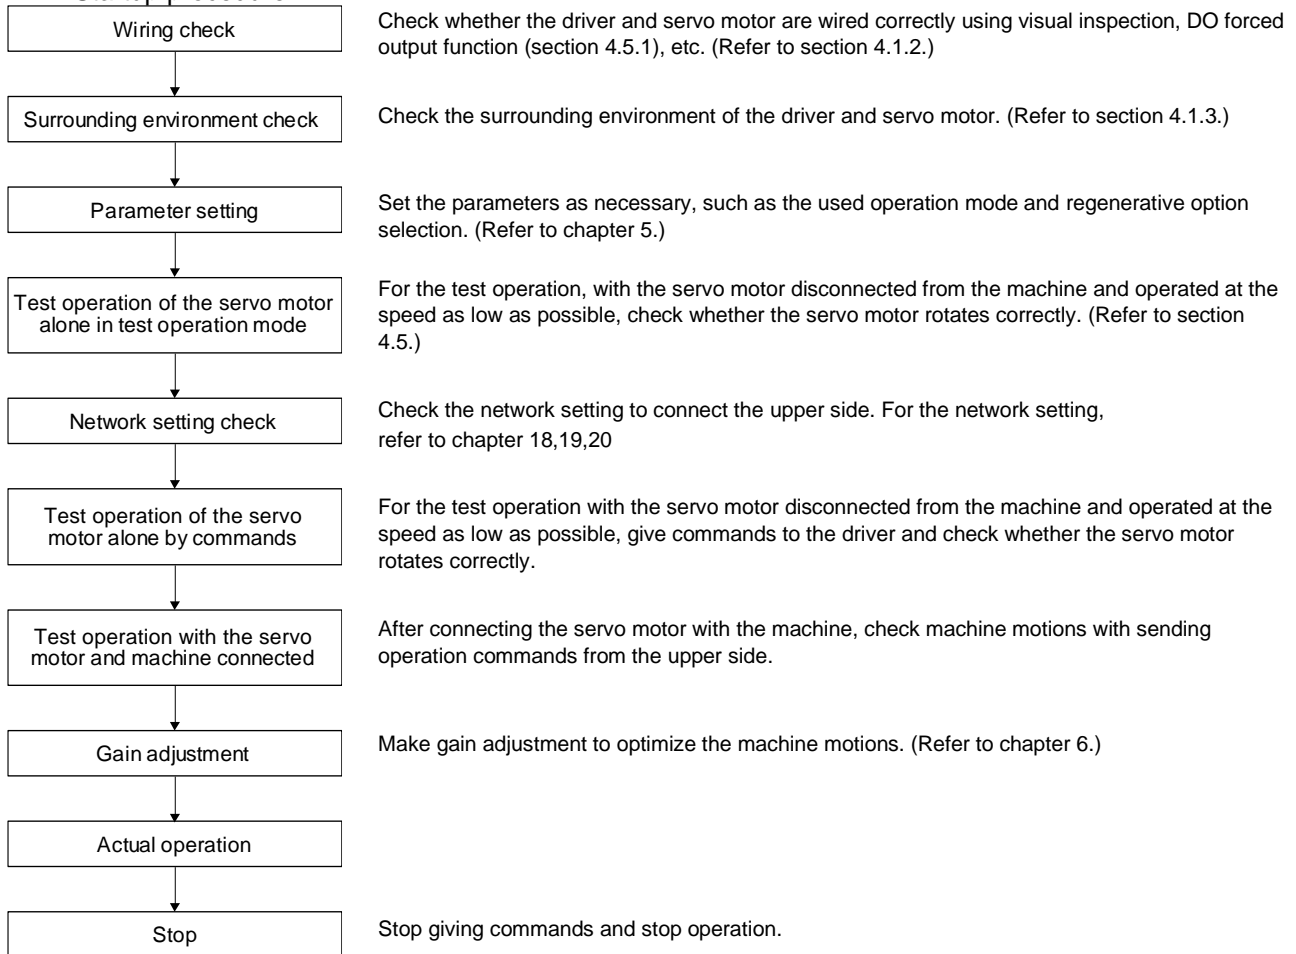 Wiring check
Check whether the driver and servo motor are wired correctly using visual inspection, DO forced
output function (section 4.5.1), etc. (Refer to section 4.1.2.)
Surrounding environment check
Check the surrounding environment of the driver and servo motor. (Refer to section 4.1.3.)
Parameter setting
Set the parameters as necessary, such as the used operation mode and regenerative option
selection. (Refer to chapter 5.)
Test operation of the servo motor
alone in test operation mode
For the test operation, with the servo motor disconnected from the machine and operated at the
speed as low as possible, check whether the servo motor rotates correctly. (Refer to section
4.5.)
Network setting check
Check the network setting to connect the upper side. For the network setting,
refer to chapter 18,19,20
Test operation of the servo
motor alone by commands
For the test operation with the servo motor disconnected from the machine and operated at the
speed as low as possible, give commands to the driver and check whether the servo motor
rotates correctly.
Test operation with the servo
motor and machine connected
After connecting the servo motor with the machine, check machine motions with sending
operation commands from the upper side.
Gain adjustment
Make gain adjustment to optimize the machine motions. (Refer to chapter 6.)
Actual operation
Stop
Stop giving commands and stop operation.